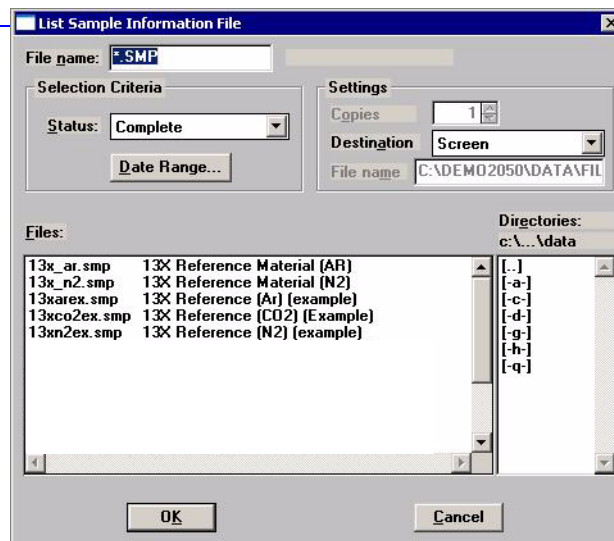 List Sample Information File
File name: *.SMP
Selection Criteria
Status: Complete
Date Range...
Settings
Copies 1
Destination Screen
File name C:\DEMO2050\DATA\FIL
Files:
13x_ar.smp 13X Reference Material (AR)
13x_n2.smp 13X Reference Material (N2)
13xarex.smp 13X Reference (Ar) (example)
13xco2ex.smp 13X Reference (CO2) (Example)
13xn2ex.smp 13X Reference (N2) (example)
Directories:
c:\...\data
[..]
[-a-]
[-c-]
[-d-]
[-g-]
[-h-]
[-q-]
OK
Cancel